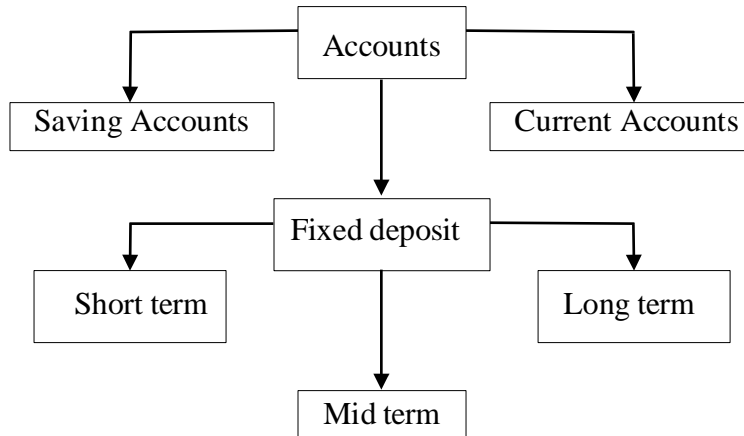 Accounts
Saving Accounts
Current Accounts
Fixed deposit
Short term
Long term
Mid term